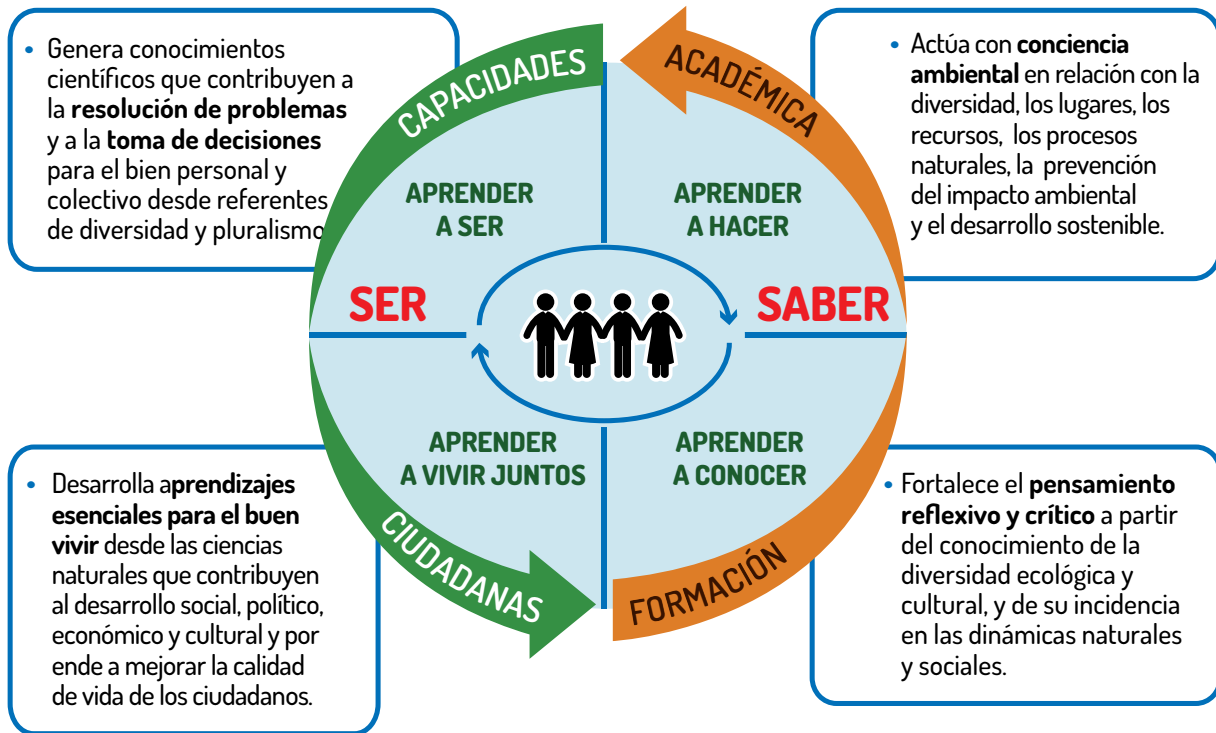 • Genera conocimientos
científicos que contribuyen a
la resolución de problemas
y a la toma de decisiones
para el bien personal y
colectivo desde referentes
de diversidad y pluralismo
CAPACIDADES
ACADÉMICA
• Actúa con conciencia
ambiental en relación con la
diversidad, los lugares, los
recursos, los procesos
naturales, la prevención
del impacto ambiental
y el desarrollo sostenible.
APRENDER
A SER
APRENDER
A HACER
SER
SABER
APRENDER
A VIVIR JUNTOS
APRENDER
A CONOCER
• Desarrolla aprendizajes
esenciales para el buen
vivir desde las ciencias
naturales que contribuyen
al desarrollo social, político,
económico y cultural y por
ende a mejorar la calidad
de vida de los ciudadanos.
CIUDADANAS
FORMACIÓN
• Fortalece el pensamiento
reflexivo y crítico a partir
del conocimiento de la
diversidad ecológica y
cultural, y de su incidencia
en las dinámicas naturales
y sociales.